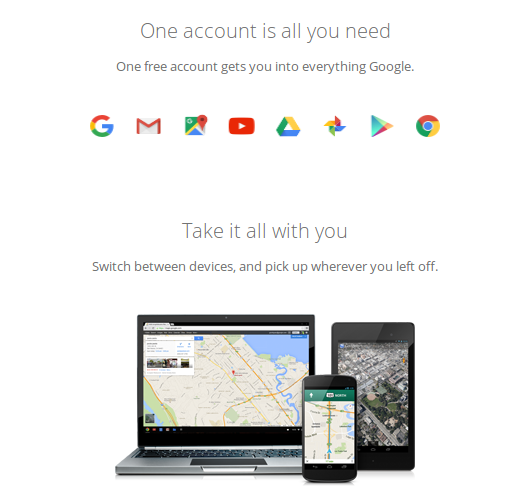 One account is all you need
One free account gets you into everything Google.
Take it all with you
Switch between devices, and pick up wherever you left off.
NORTH